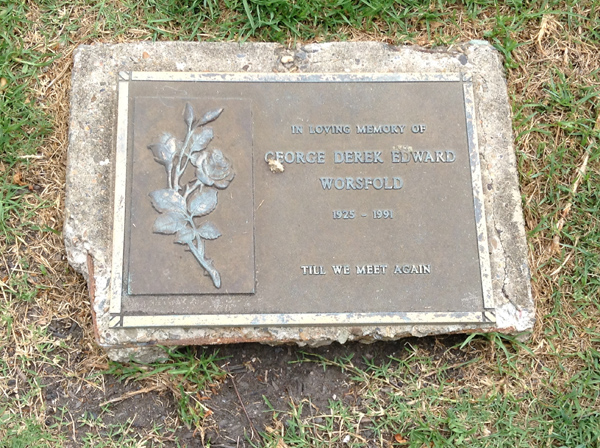 IN LOVING MEMORY OF
GEORGE DEREK EDWARD
WORSFOLD
1925 - 1991
TILL WE MEET AGAIN